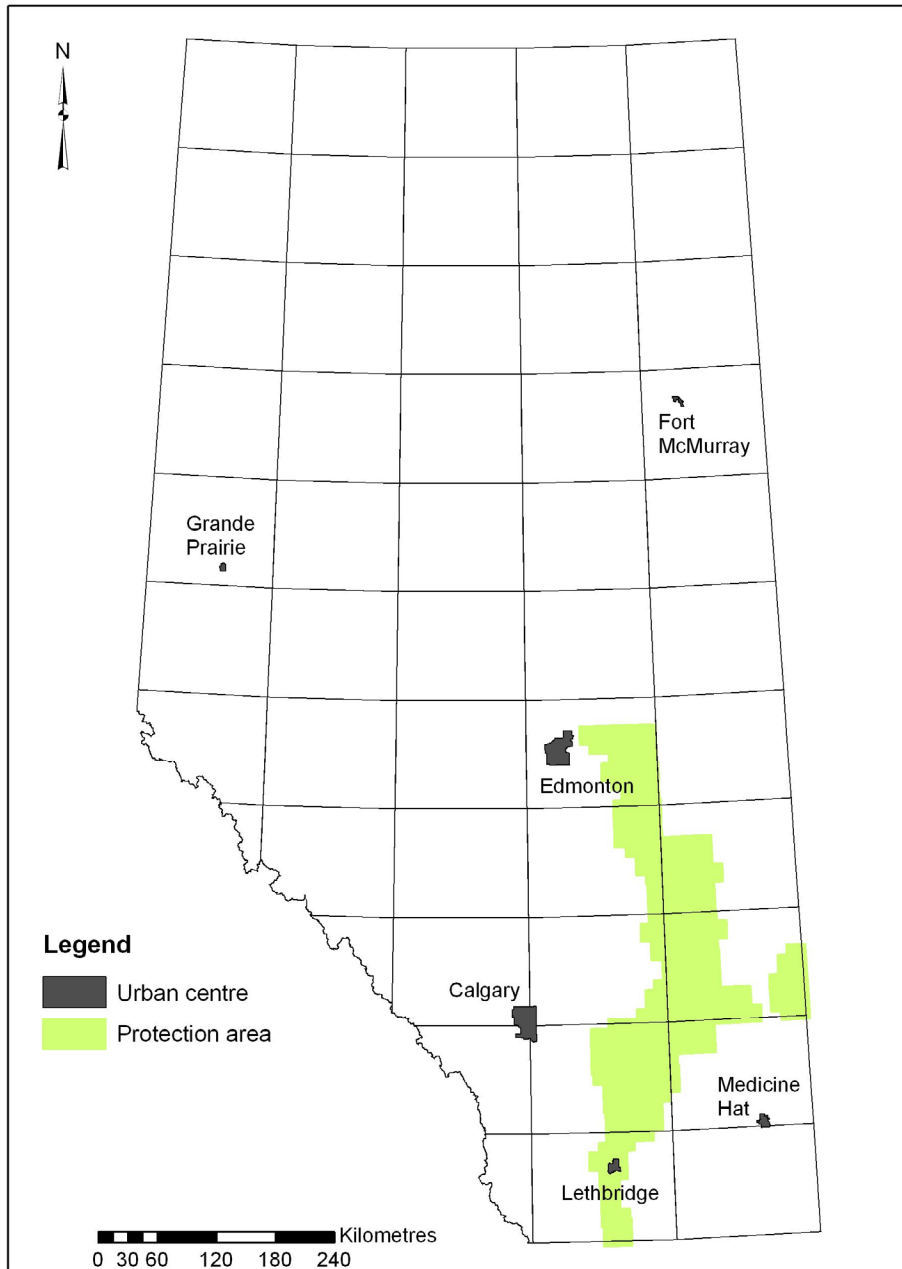 N
Fort
McMurray
Grande
Prairie
Edmonton
Legend
Urban centre
Protection area
Calgary
Medicine
Hat
Lethbridge
Kilometres
0 30 60 120 180 240